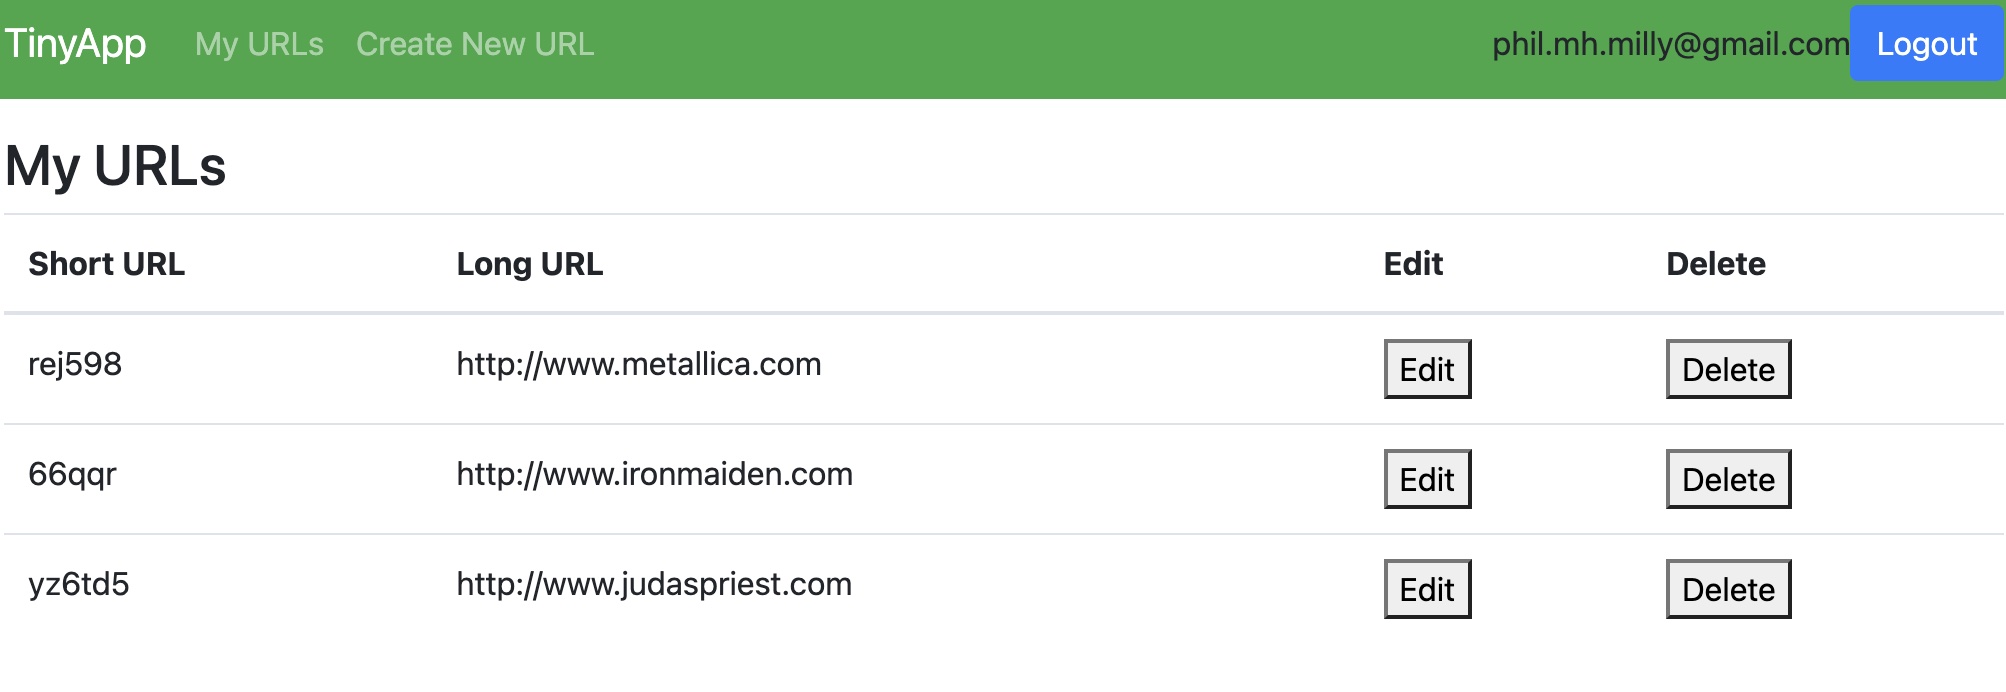 TinyApp My URLs Create New URL phil.mh.milly@gmail.com Logout
My URLs
Short URL Long URL Edit Delete
rej598 http://www.metallica.com Edit Delete
66qqr http://www.ironmaiden.com Edit Delete
yz6td5 http://www.judaspriest.com Edit Delete